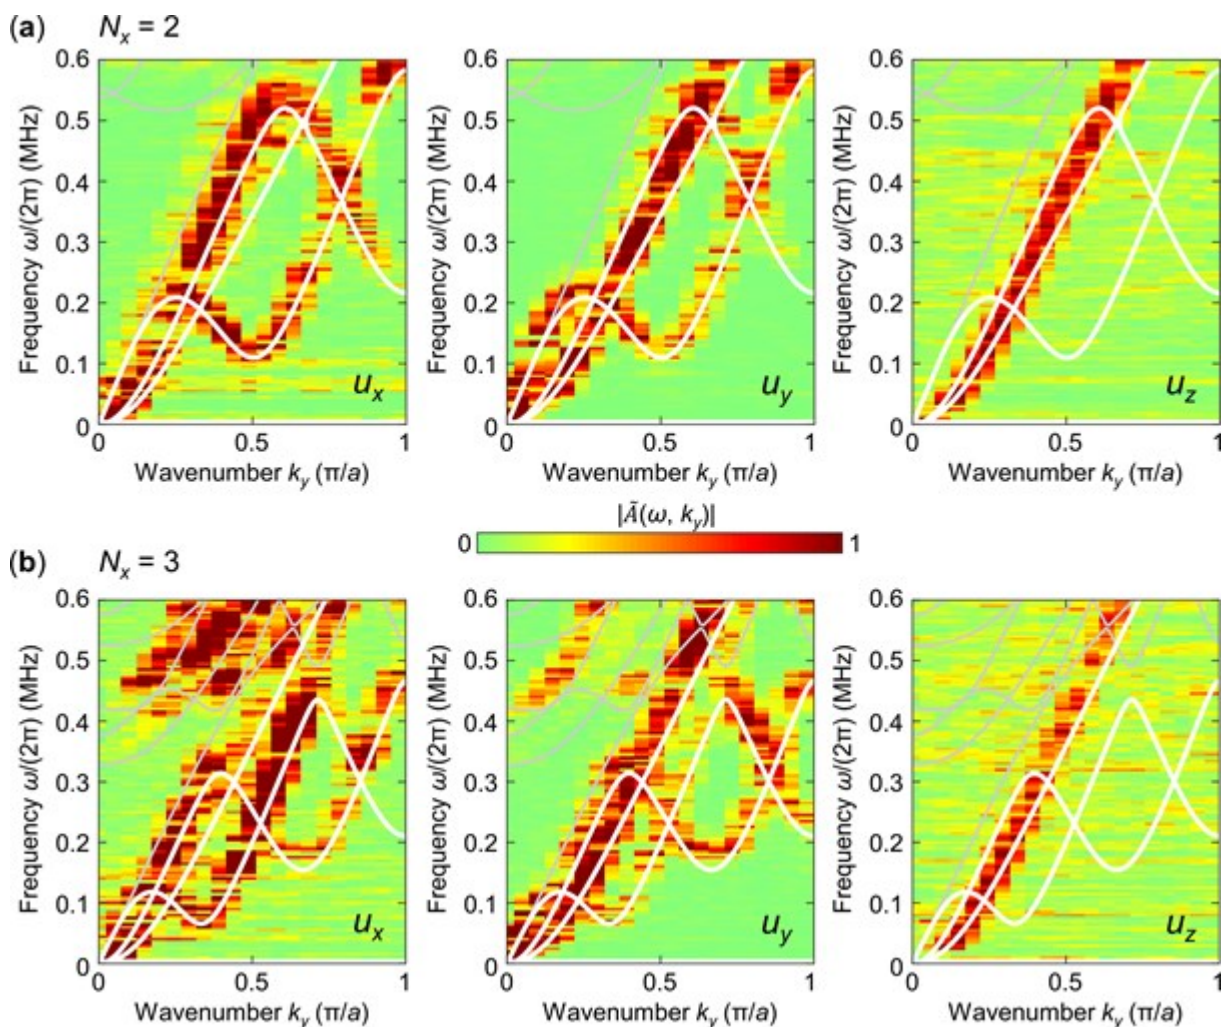 (a) Nₓ = 2
0.6 0.5 0.4 0.3 0.2 0.1 0
Frequency ω/(2π) (MHz)
0 0.5 1
Wavenumber k_y (π/a)
u_x
0.6 0.5 0.4 0.3 0.2 0.1 0
Frequency ω/(2π) (MHz)
0 0.5 1
Wavenumber k_y (π/a)
u_y
0.6 0.5 0.4 0.3 0.2 0.1 0
Frequency ω/(2π) (MHz)
0 0.5 1
Wavenumber k_y (π/a)
u_z
|Ã(ω, k_y)|
0 1
(b) Nₓ = 3
0.6 0.5 0.4 0.3 0.2 0.1 0
Frequency ω/(2π) (MHz)
0 0.5 1
Wavenumber k_y (π/a)
u_x
0.6 0.5 0.4 0.3 0.2 0.1 0
Frequency ω/(2π) (MHz)
0 0.5 1
Wavenumber k_y (π/a)
u_y
0.6 0.5 0.4 0.3 0.2 0.1 0
Frequency ω/(2π) (MHz)
0 0.5 1
Wavenumber k_y (π/a)
u_z